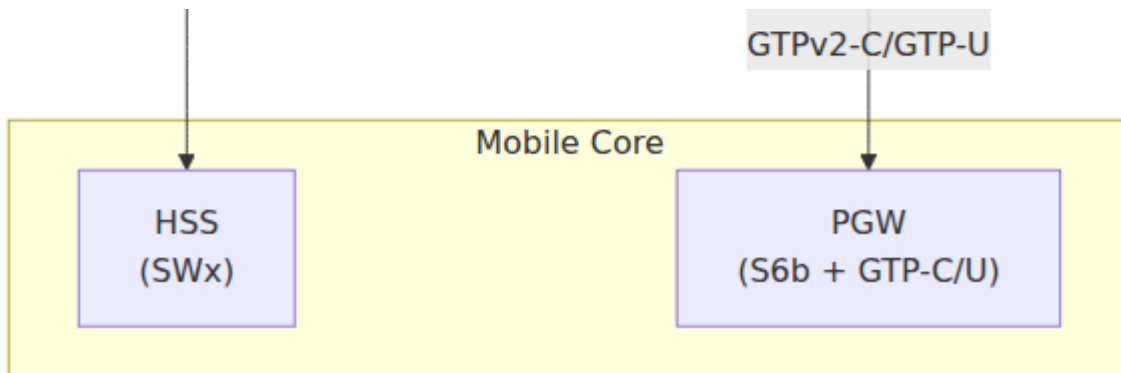 GTPv2-C/GTP-U
Mobile Core
HSS
(SWx)
PGW
(S6b + GTP-C/U)